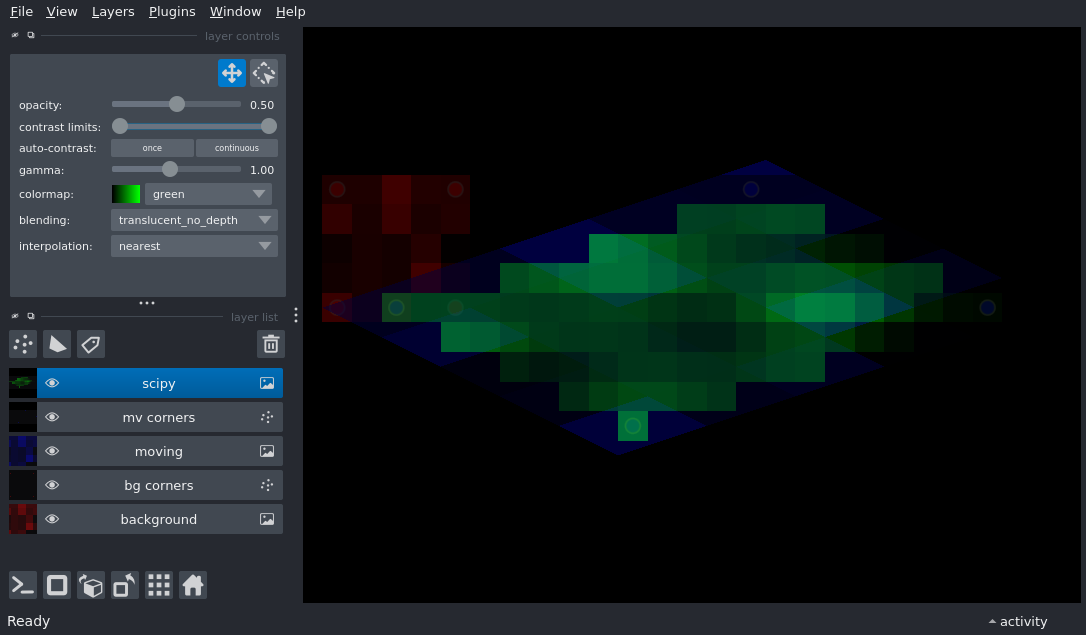 File View Layers Plugins Window Help
layer controls
opacity: 0.50
contrast limits:
auto-contrast: once continuous
gamma: 1.00
colormap: green
blending: translucent_no_depth
interpolation: nearest
layer list
scipy
mv corners
moving
bg corners
background
Ready
activity